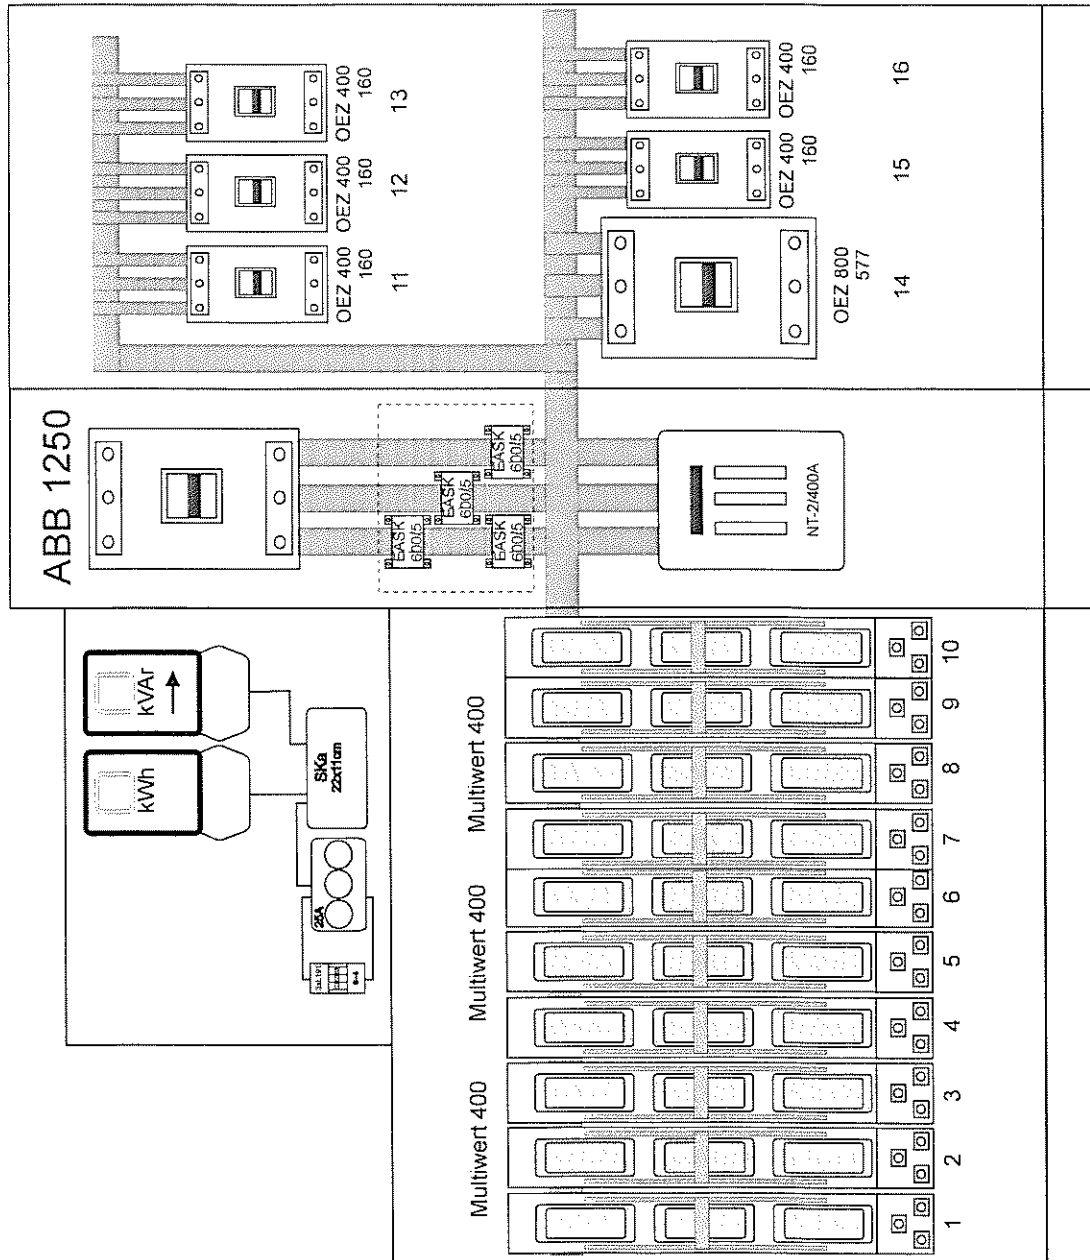 ABB 1250
kWh
kVAr
SKa
22x11cm
25A
EASK
600/5
EASK
600/5
EASK
600/5
EASK
600/5
NT-2/400A
OEZ 400
160
11
OEZ 400
160
12
OEZ 400
160
13
OEZ 800
577
14
OEZ 400
160
15
OEZ 400
160
16
Multiwert 400
Multiwert 400
Multiwert 400
1 2 3 4 5 6 7 8 9 10